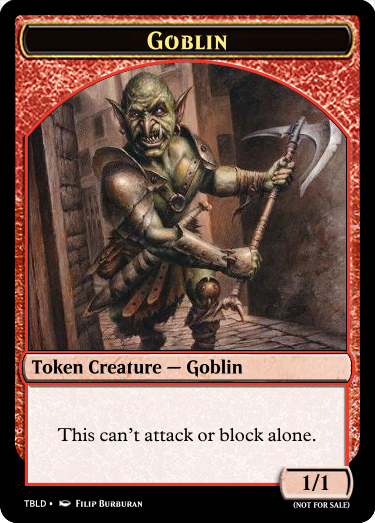 Goblin
Token Creature — Goblin
This can't attack or block alone.
1/1
TBLD • Filip Burburan
(NOT FOR SALE)